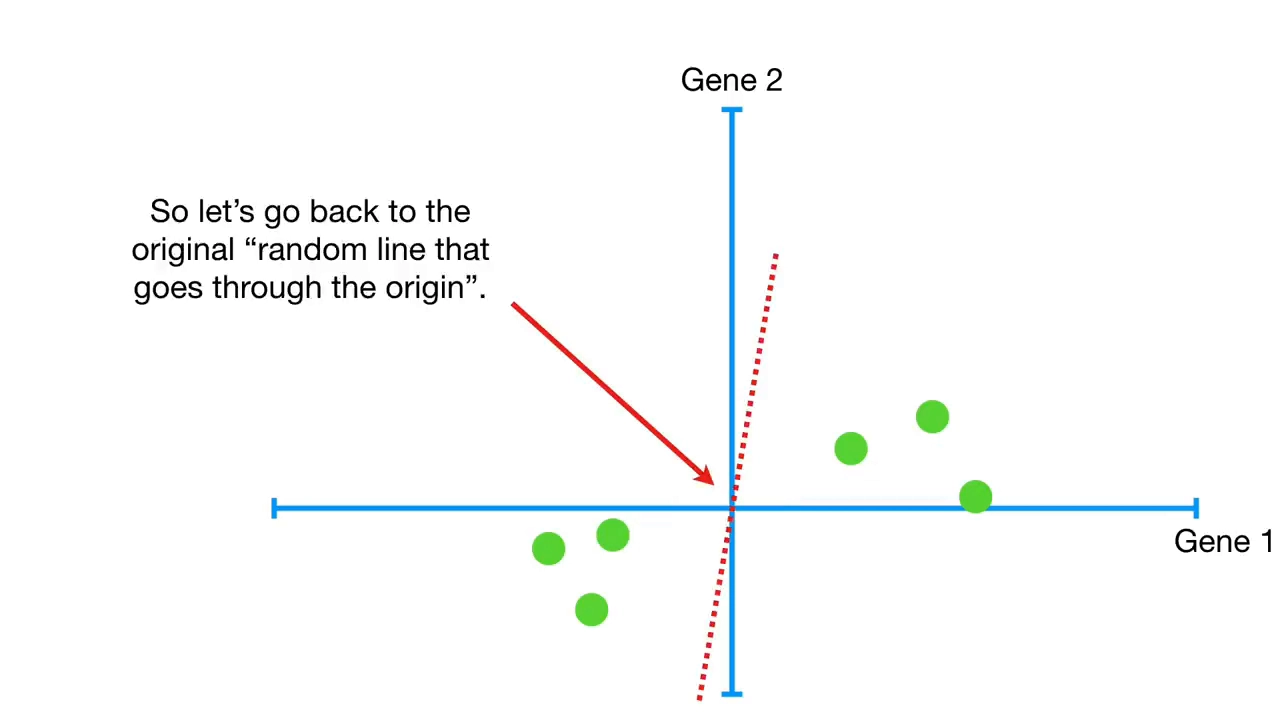 Gene 2
So let’s go back to the
original “random line that
goes through the origin”.
Gene 1